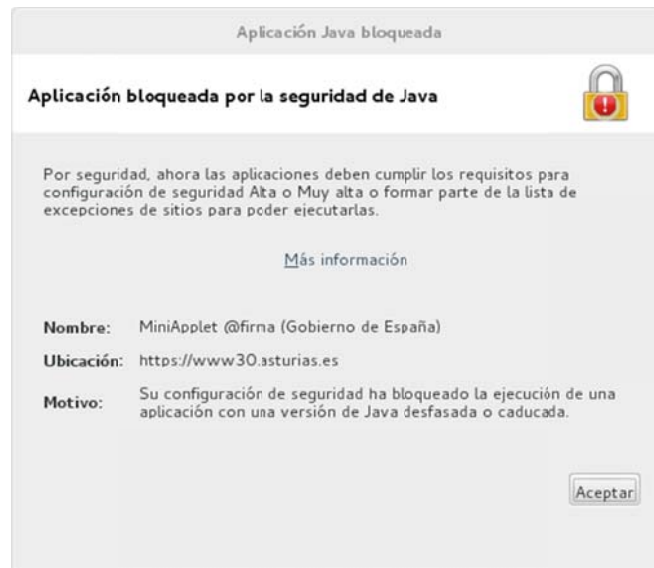 Aplicación Java bloqueada
Aplicación bloqueada por la seguridad de Java
Por seguridad, ahora las aplicaciones deben cumplir los requisitos para
configuración de seguridad Alta o Muy alta o formar parte de la lista de
excepciones de sitios para poder ejecutarlas.
Más información
Nombre: MiniApplet @firma (Gobierno de España)
Ubicación: https://www30.asturias.es
Motivo: Su configuración de seguridad ha bloqueado la ejecución de una
aplicación con una versión de Java desfasada o caducada.
Aceptar